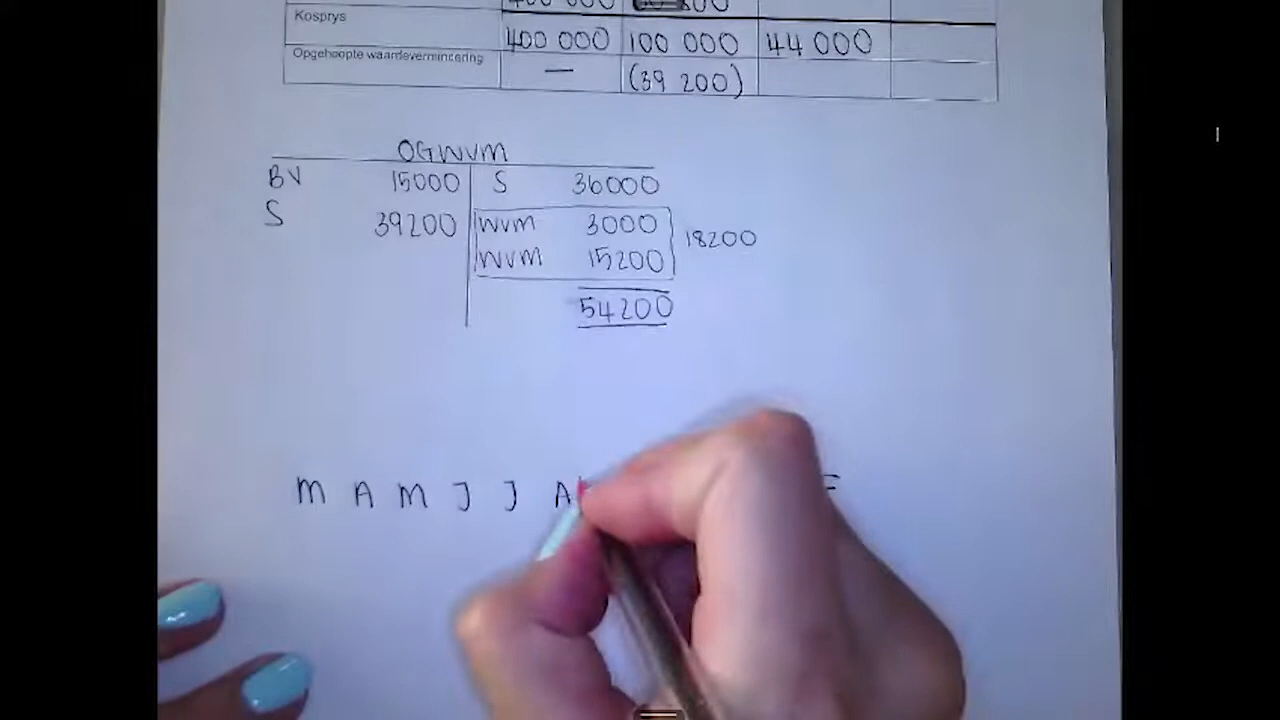 Kosprys 400 000 100 000 44 000
Opgehoopte waardevermindering — (39 200)
OGWVM
BV 15000 S 36000
S 39200 WVM 3000 18200
WVM 15200
54200
M A M J J A F